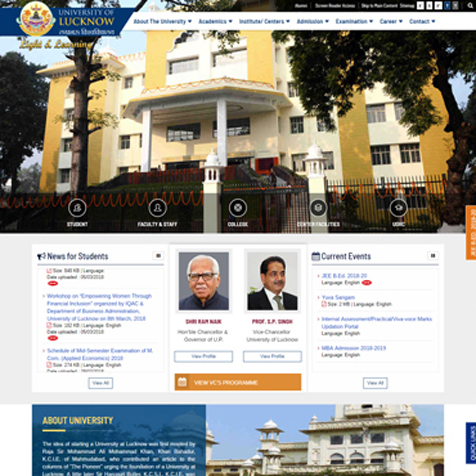 Alumni
Screen Reader Access
Skip to Main Content
Sitemap
UNIVERSITY OF
LUCKNOW
लखनऊ विश्वविद्यालय
Light & Learning
About The University
Academics
Institute/ Centers
Admission
Examination
Career
Contact
STUDENT
FACULTY & STAFF
COLLEGE
CENTER FACILITIES
UDRC
JEE B.ED. 2018-20
News for Students
Size: 840 KB | Language:
Date uploaded : 05/03/2018
Workshop on "Empowering Women Through
Financial Inclusion" organized by IQAC &
Department of Business Administration,
University of Lucknow on 8th March, 2018
Size: 182 KB | Language: English
Date uploaded : 05/03/2018
Schedule of Mid-Semester Examination of M.
Com. (Applied Economics) 2018
Size: 274 KB | Language: English
View All
SHRI RAM NAIK
Hon'ble Chancellor &
Governor of U.P.
View Profile
PROF. S.P. SINGH
Vice-Chancellor
University of Lucknow
View Profile
VIEW VC'S PROGRAMME
Current Events
JEE B.Ed. 2018-20
Language: English
Yuva Sangam
Size: 2 MB | Language: English
Internal Assessment/Practical/Viva-voce Marks
Updation Portal
Language: English
MBA Admission 2018-2019
Language: English
View All
ABOUT UNIVERSITY
The idea of starting a University at Lucknow was first mooted by
Raja Sir Mohammad Ali Mohammad Khan, Khan Bahadur,
K.C.I.E. of Mahmudabad, who contributed an article to the
columns of "The Pioneer" urging the foundation of a University at
Lucknow. A little later Sir Harcourt Butler, K.C.S.I., K.C.I.E., was
QUICK LINKS